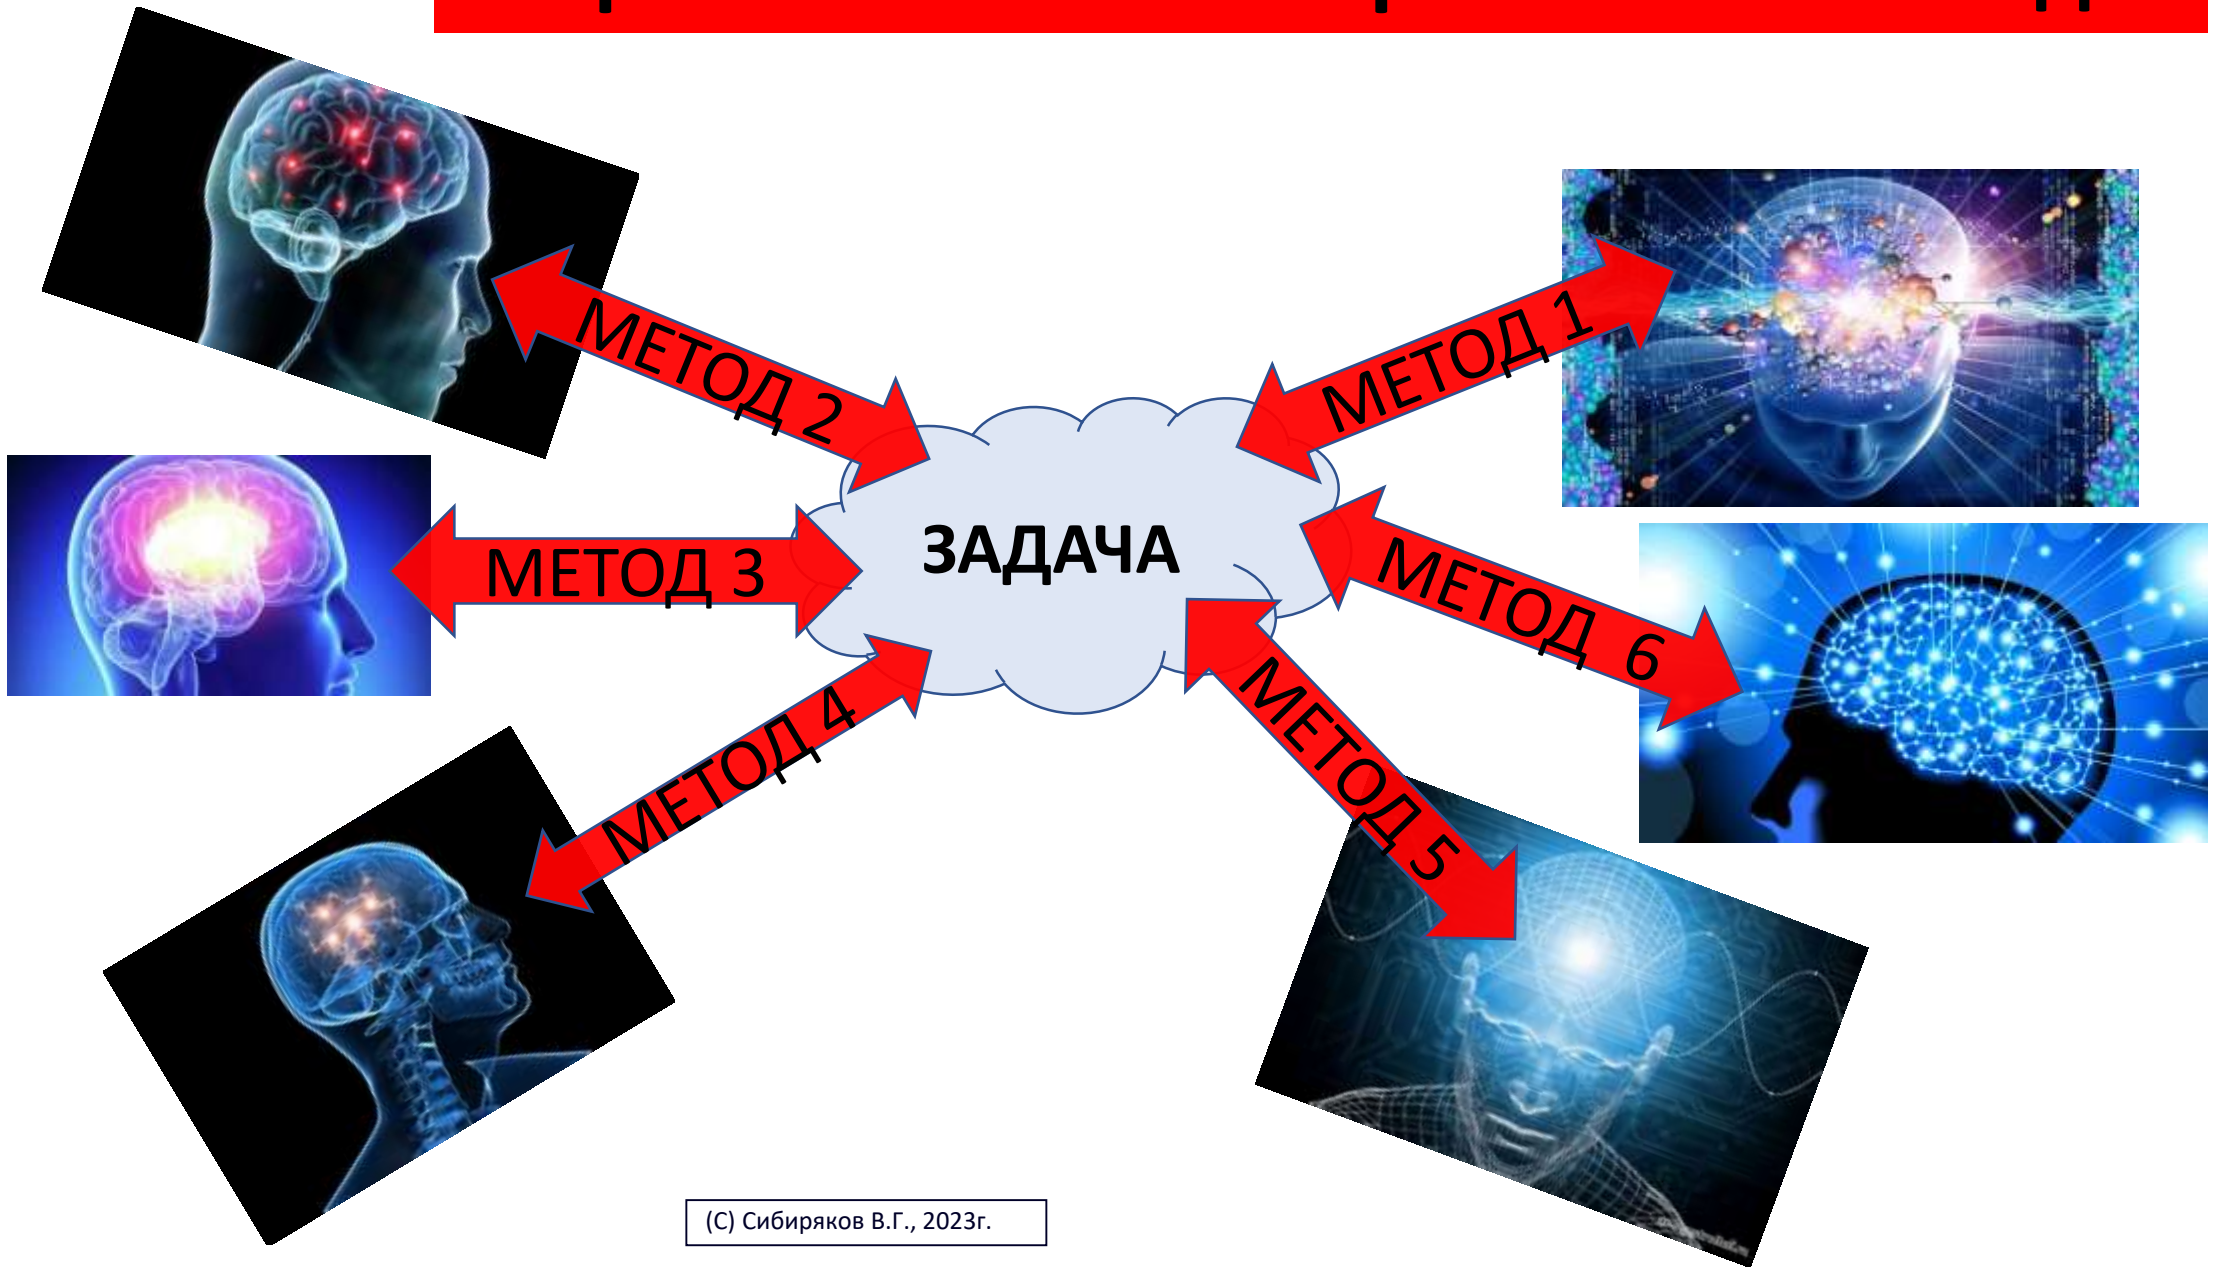 МЕТОД 2
МЕТОД 1
ЗАДАЧА
МЕТОД 3
МЕТОД 6
МЕТОД 4
МЕТОД 5
(С) Сибиряков В.Г., 2023г.